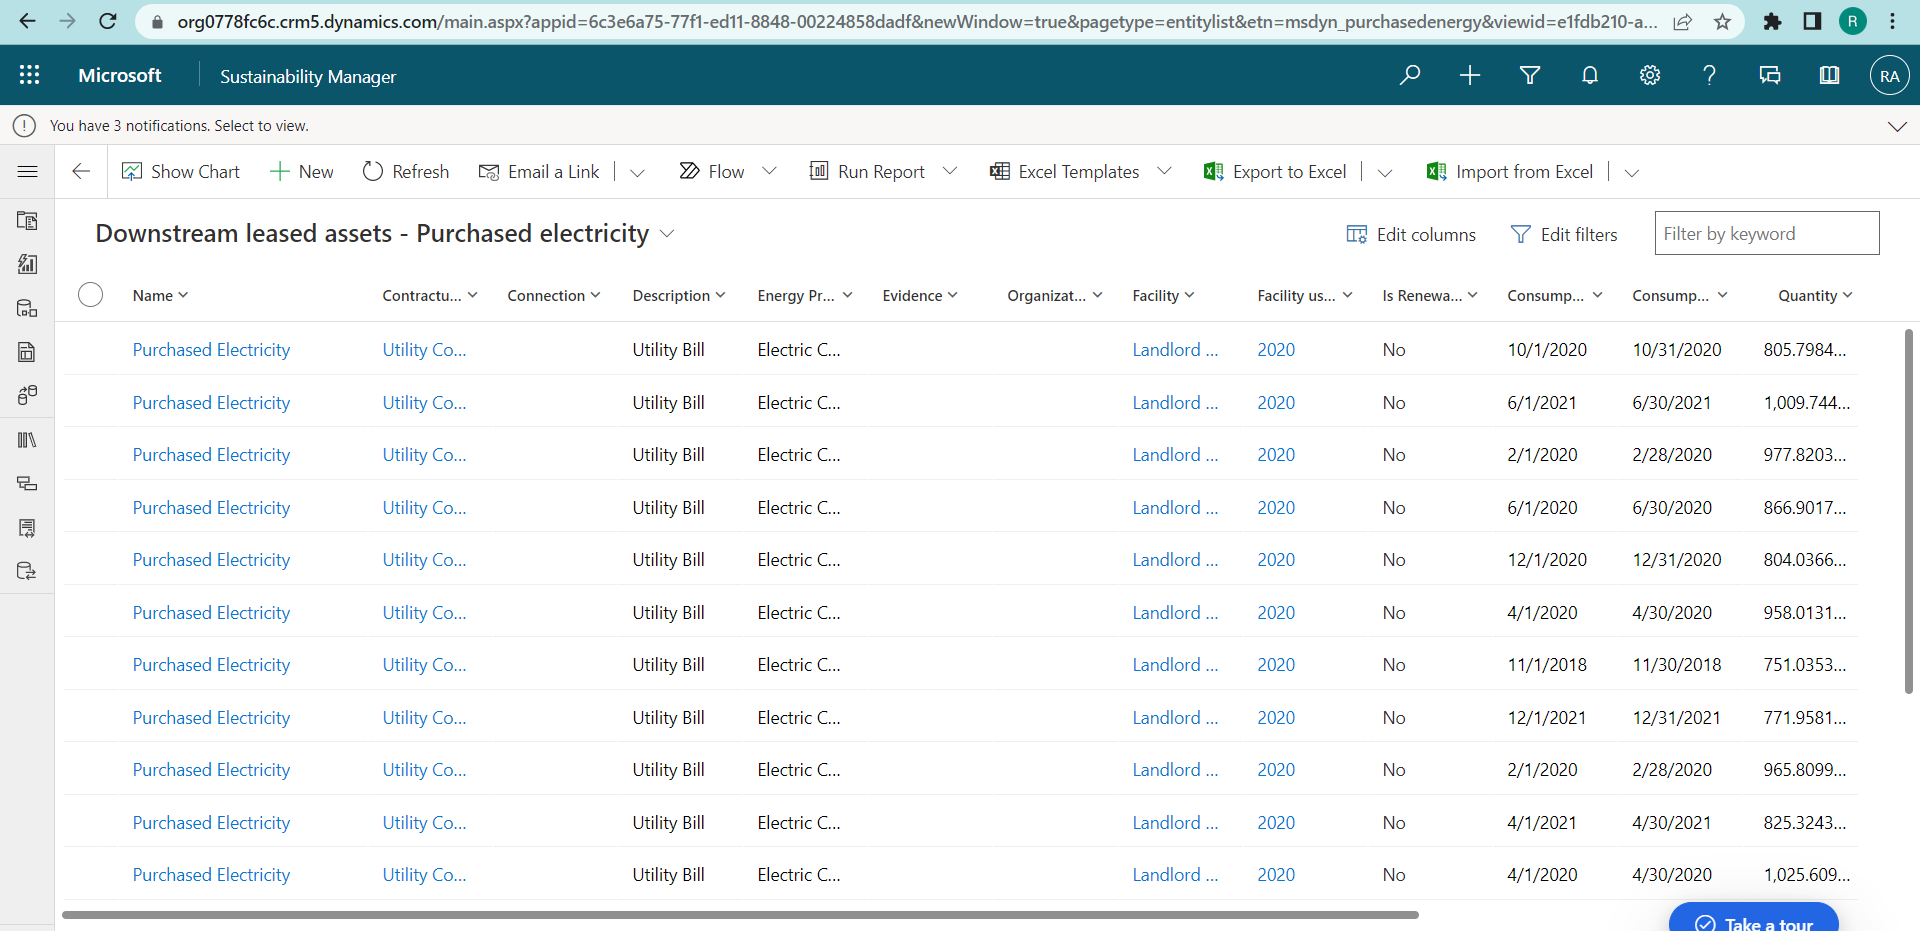 org0778fc6c.crm5.dynamics.com/main.aspx?appid=6c3e6a75-77f1-ed11-8848-00224858dadf&newWindow=true&pagetype=entitylist&etn=msdyn_purchasedenergy&viewid=e1fdb210-a... R
Microsoft Sustainability Manager RA
You have 3 notifications. Select to view.
Show Chart New Refresh Email a Link Flow Run Report Excel Templates Export to Excel Import from Excel
Downstream leased assets - Purchased electricity Edit columns Edit filters Filter by keyword
Name Contractu... Connection Description Energy Pr... Evidence Organizat... Facility Facility us... Is Renewa... Consump... Consump... Quantity
Purchased Electricity Utility Co... Utility Bill Electric C... Landlord ... 2020 No 10/1/2020 10/31/2020 805.7984...
Purchased Electricity Utility Co... Utility Bill Electric C... Landlord ... 2020 No 6/1/2021 6/30/2021 1,009.744...
Purchased Electricity Utility Co... Utility Bill Electric C... Landlord ... 2020 No 2/1/2020 2/28/2020 977.8203...
Purchased Electricity Utility Co... Utility Bill Electric C... Landlord ... 2020 No 6/1/2020 6/30/2020 866.9017...
Purchased Electricity Utility Co... Utility Bill Electric C... Landlord ... 2020 No 12/1/2020 12/31/2020 804.0366...
Purchased Electricity Utility Co... Utility Bill Electric C... Landlord ... 2020 No 4/1/2020 4/30/2020 958.0131...
Purchased Electricity Utility Co... Utility Bill Electric C... Landlord ... 2020 No 11/1/2018 11/30/2018 751.0353...
Purchased Electricity Utility Co... Utility Bill Electric C... Landlord ... 2020 No 12/1/2021 12/31/2021 771.9581...
Purchased Electricity Utility Co... Utility Bill Electric C... Landlord ... 2020 No 2/1/2020 2/28/2020 965.8099...
Purchased Electricity Utility Co... Utility Bill Electric C... Landlord ... 2020 No 4/1/2021 4/30/2021 825.3243...
Purchased Electricity Utility Co... Utility Bill Electric C... Landlord ... 2020 No 4/1/2020 4/30/2020 1,025.609...
Take a tour